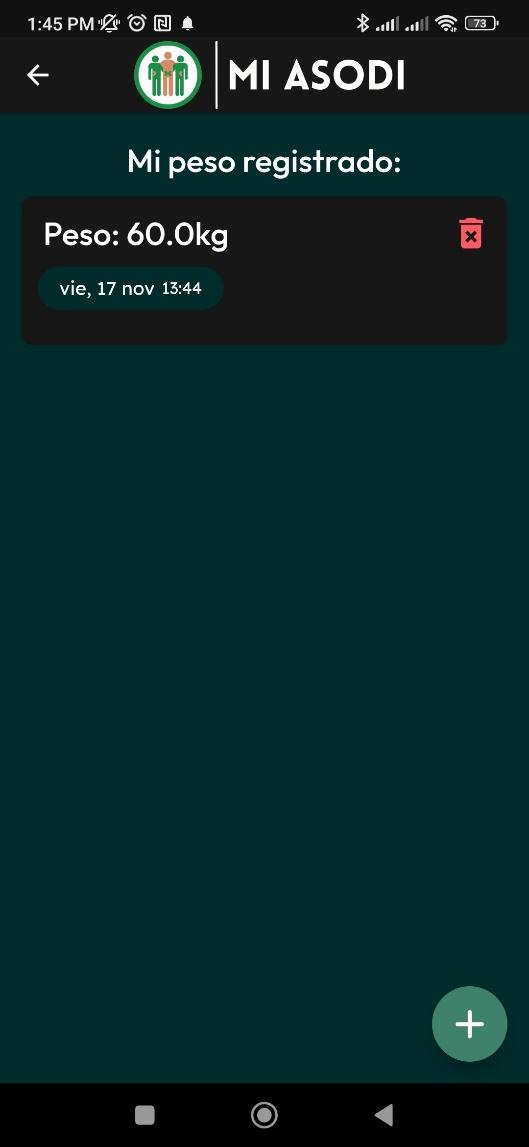 1:45 PM
73
MI ASODI
Mi peso registrado:
Peso: 60.0kg
vie, 17 nov 13:44